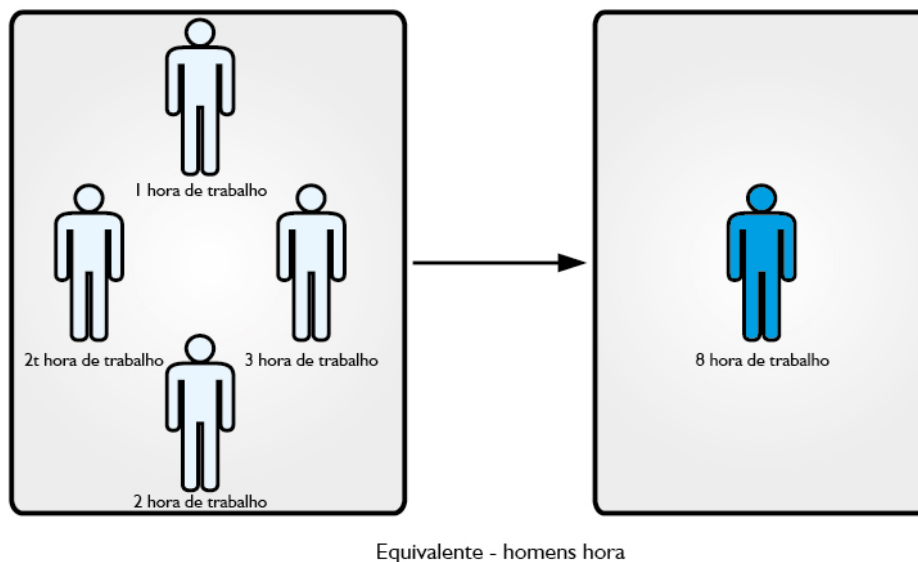 1 hora de trabalho
2t hora de trabalho
3 hora de trabalho
8 hora de trabalho
2 hora de trabalho
Equivalente - homens hora